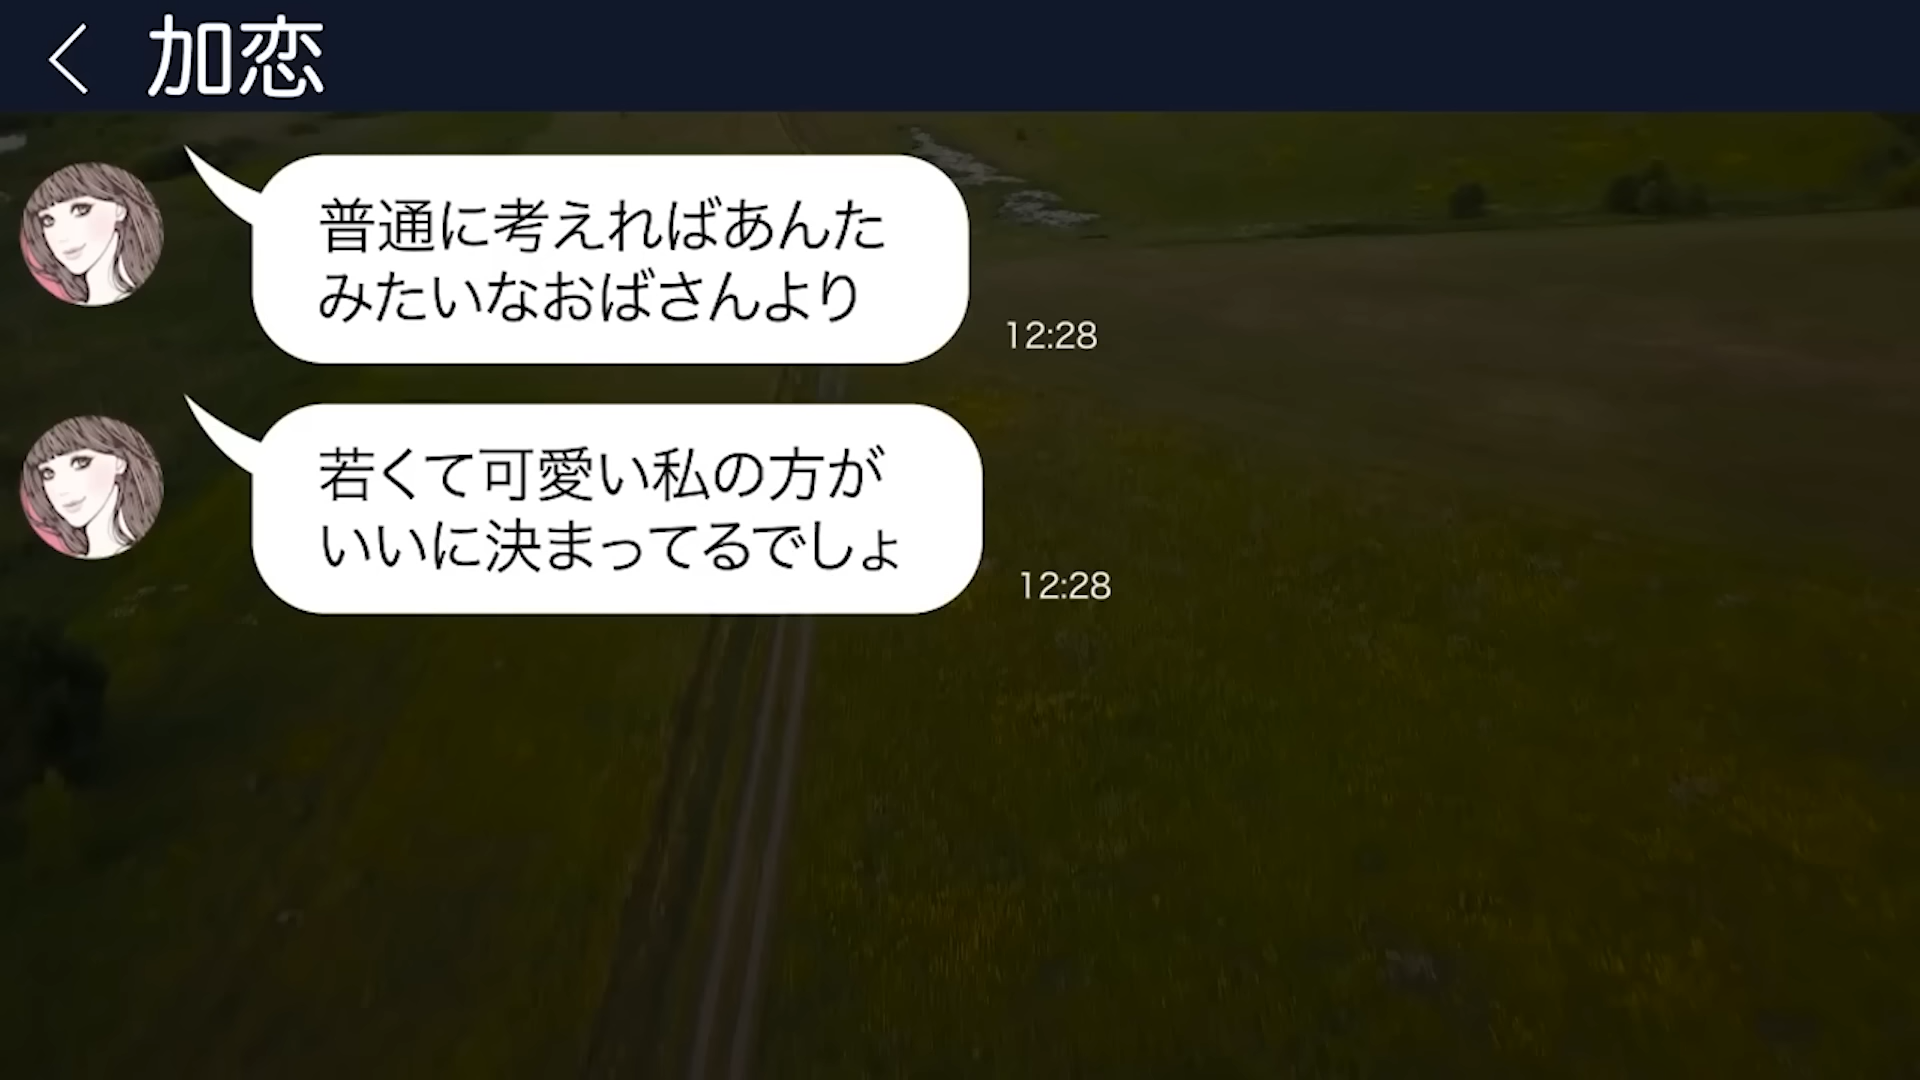 加恋
普通に考えればあんた
みたいなおばさんより
12:28
若くて可愛い私の方が
いいに決まってるでしょ
12:28